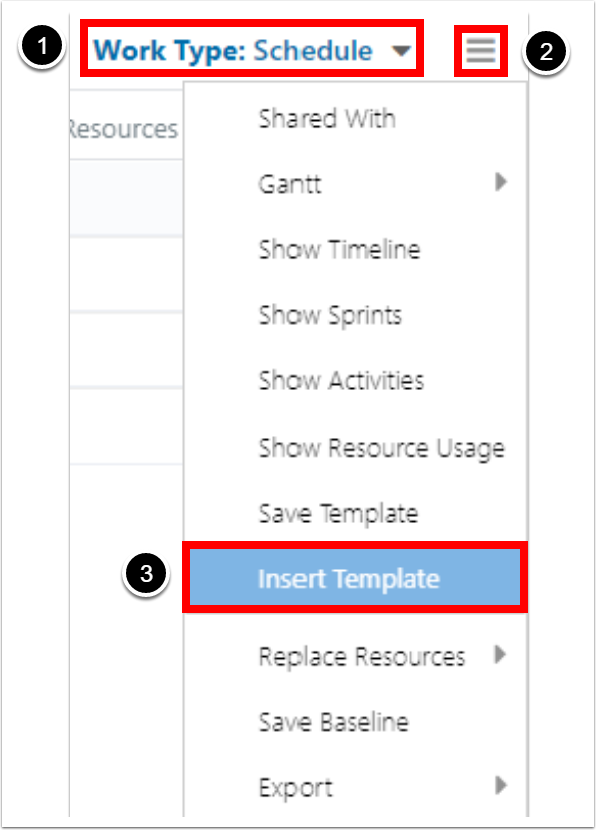 1
Work Type: Schedule
2
Resources
Shared With
Gantt
Show Timeline
Show Sprints
Show Activities
Show Resource Usage
Save Template
3
Insert Template
Replace Resources
Save Baseline
Export